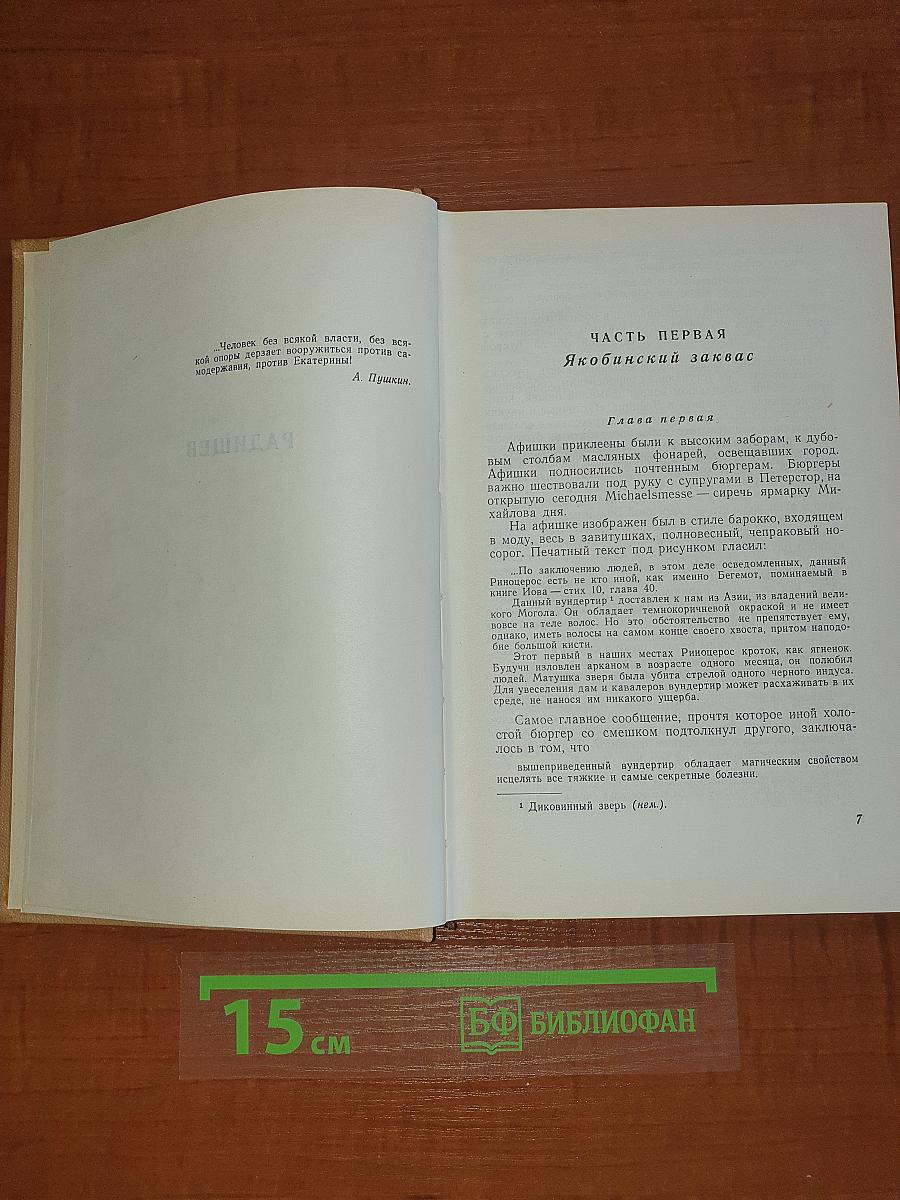 ...Человек без всякой власти, без вся-
кой опоры дерзает вооружиться против са-
модержавия, против Екатерины!
А. Пушкин.
РАДИЩЕВ
ЧАСТЬ ПЕРВАЯ
Якобинский заквас
Глава первая
Афишки приклеены были к высоким заборам, к дубо-
вым столбам масляных фонарей, освещавших город.
Афишки подносились почтенным бюргерам. Бюргеры
важно шествовали под руку с супругами в Петерстор, на
открытую сегодня Michaelsmesse — сиречь ярмарку Ми-
хайлова дня.
На афишке изображен был в стиле барокко, входящем
в моду, весь в завитушках, полновесный, чепраковый но-
сорог. Печатный текст под рисунком гласил:
...По заключению людей, в этом деле осведомленных, данный
Риноцерос есть не кто иной, как именно Бегемот, поминаемый в
книге Иова — стих 10, глава 40.
Данный вундертир ¹ доставлен к нам из Азии, из владений вели-
кого Могола. Он обладает темнокоричневой окраской и не имеет
вовсе на теле волос. Но это обстоятельство не препятствует ему,
однако, иметь волосы на самом конце своего хвоста, притом наподо-
бие большой кисти.
Этот первый в наших местах Риноцерос кроток, как ягненок.
Будучи изловлен арканом в возрасте одного месяца, он полюбил
людей. Матушка зверя была убита стрелой одного черного индуса.
Для увеселения дам и кавалеров вундертир может расхаживать в их
среде, не нанося им никакого ущерба.
Самое главное сообщение, прочтя которое иной холо-
стой бюргер со смешком подтолкнул другого, заключа-
лось в том, что
вышеприведенный вундертир обладает магическим свойством
исцелять все тяжкие и самые секретные болезни.
¹ Диковинный зверь (нем.).
7
15 см
БФ БИБЛИОФАН